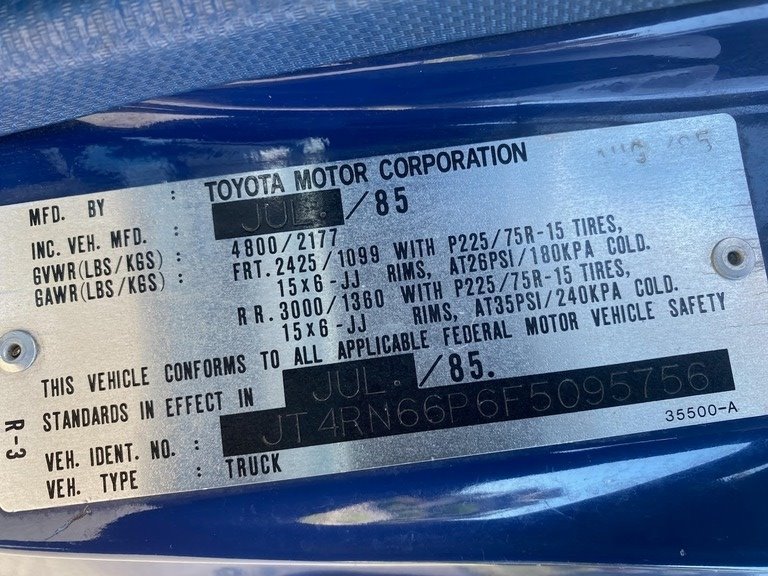 MFD. BY : TOYOTA MOTOR CORPORATION
INC. VEH. MFD. : JUL. /85
GVWR(LBS/KGS) : 4800/2177
GAWR(LBS/KGS) : FRT. 2425/1099 WITH P225/75R-15 TIRES,
15x6-JJ RIMS, AT26PSI/180KPA COLD.
RR. 3000/1360 WITH P225/75R-15 TIRES,
15x6-JJ RIMS, AT35PSI/240KPA COLD.
THIS VEHICLE CONFORMS TO ALL APPLICABLE FEDERAL MOTOR VEHICLE SAFETY
STANDARDS IN EFFECT IN JUL. /85.
VEH. IDENT. NO. : JT4RN66P6F5095756
VEH. TYPE : TRUCK
35500-A
R-3